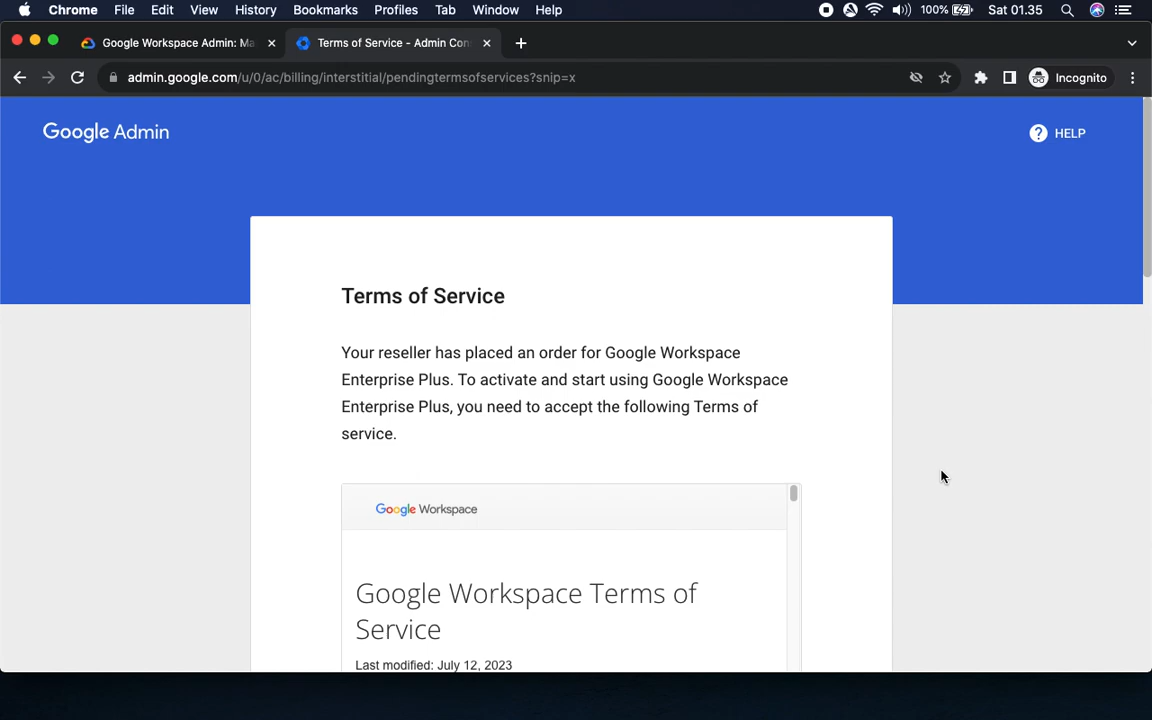 Chrome File Edit View History Bookmarks Profiles Tab Window Help 100% Sat 01.35
Google Workspace Admin: Ma Terms of Service - Admin Con
admin.google.com/u/0/ac/billing/interstitial/pendingtermsofservices?snip=x Incognito
Google Admin HELP
Terms of Service
Your reseller has placed an order for Google Workspace
Enterprise Plus. To activate and start using Google Workspace
Enterprise Plus, you need to accept the following Terms of
service.
Google Workspace
Google Workspace Terms of
Service
Last modified: July 12, 2023